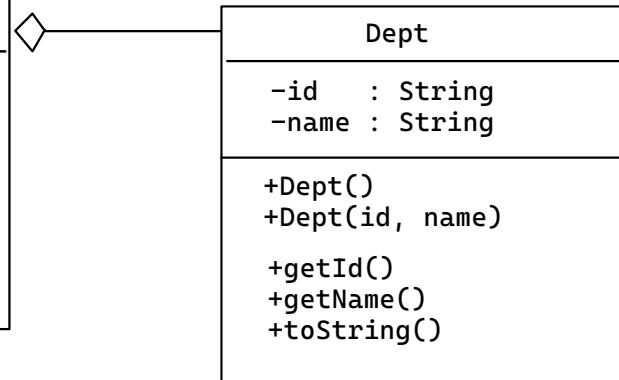 Dept
-id : String
-name : String
+Dept()
+Dept(id, name)
+getId()
+getName()
+toString()